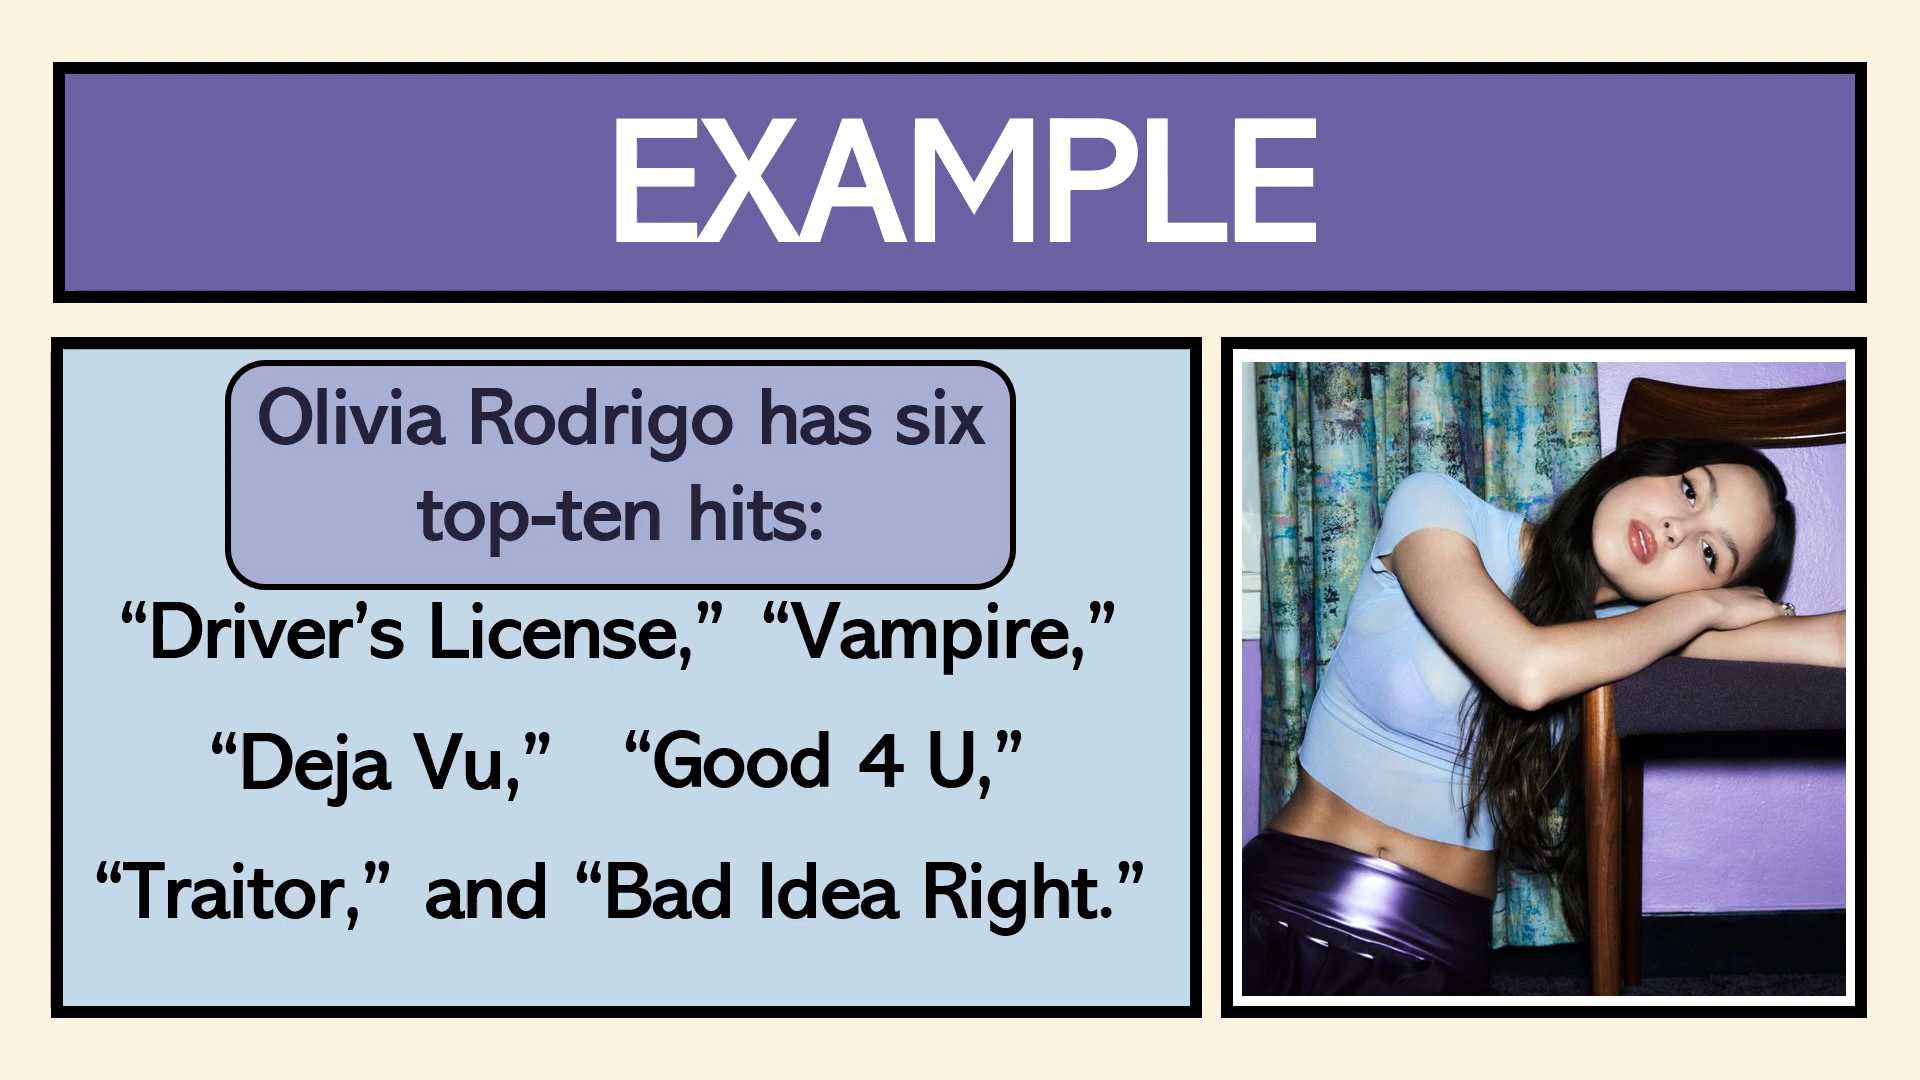 EXAMPLE
Olivia Rodrigo has six
top-ten hits:
“Driver’s License,” “Vampire,”
“Deja Vu,” “Good 4 U,”
“Traitor,” and “Bad Idea Right.”